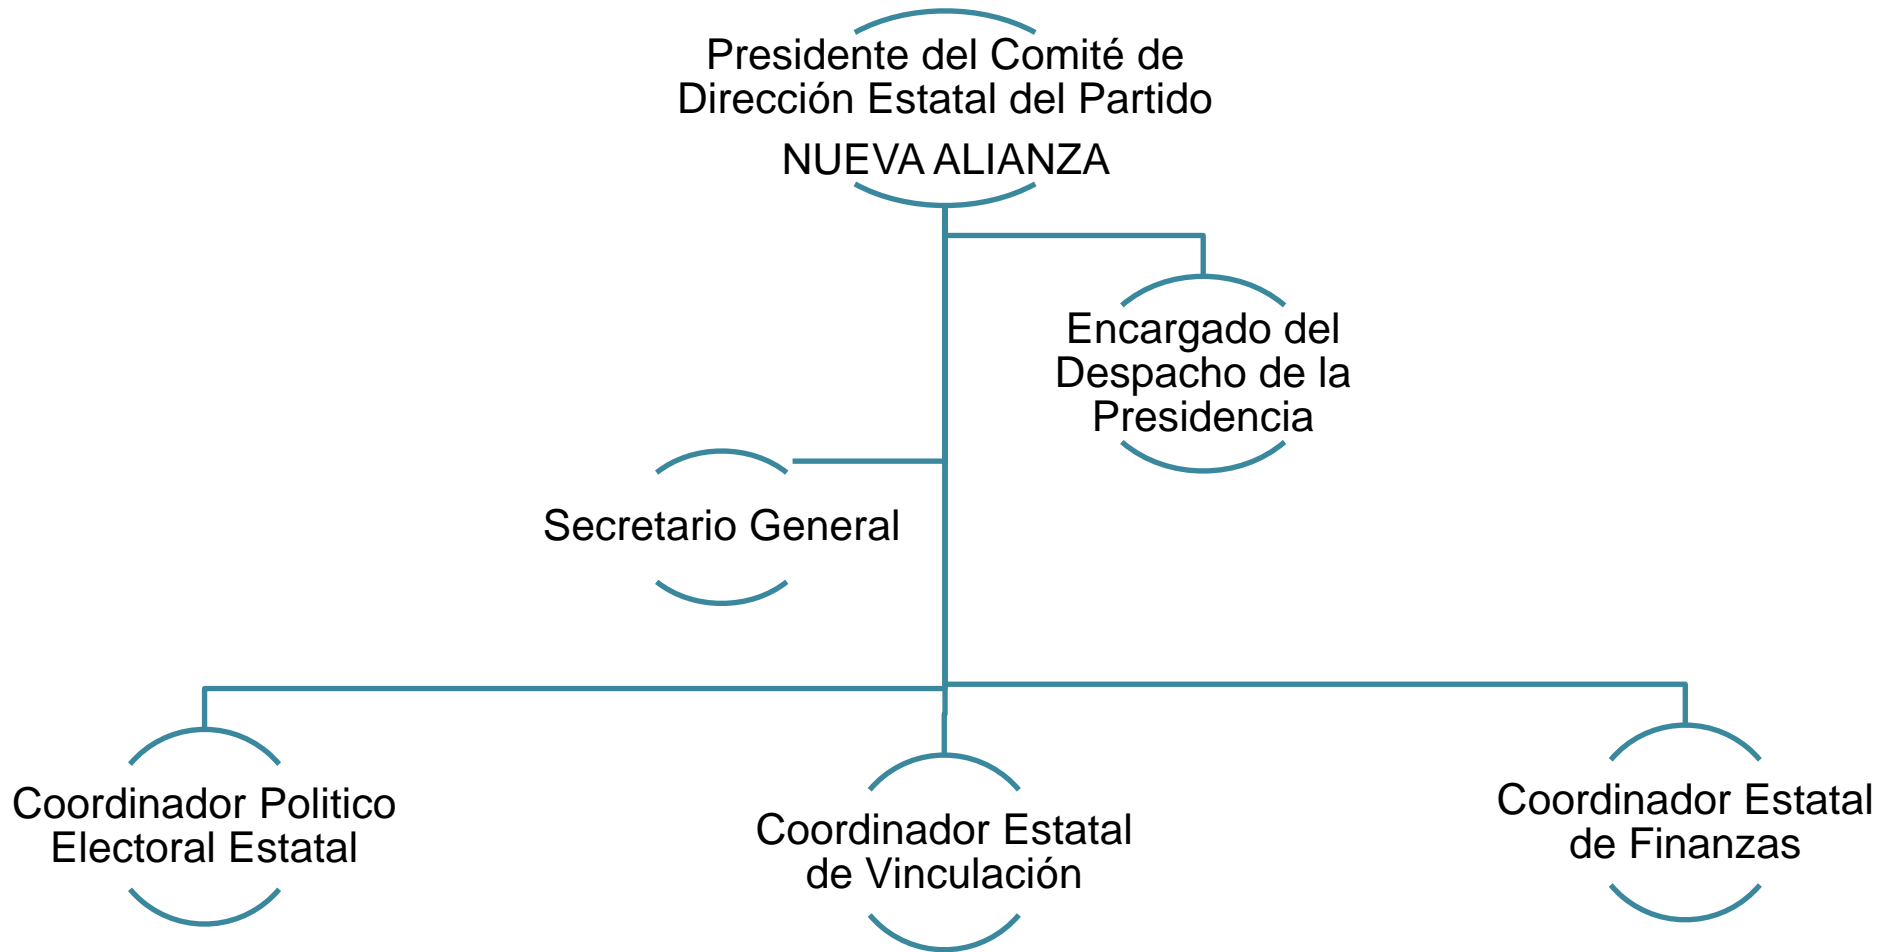 Presidente del Comité de
Dirección Estatal del Partido
NUEVA ALIANZA
Encargado del
Despacho de la
Presidencia
Secretario General
Coordinador Politico
Electoral Estatal
Coordinador Estatal
de Vinculación
Coordinador Estatal
de Finanzas